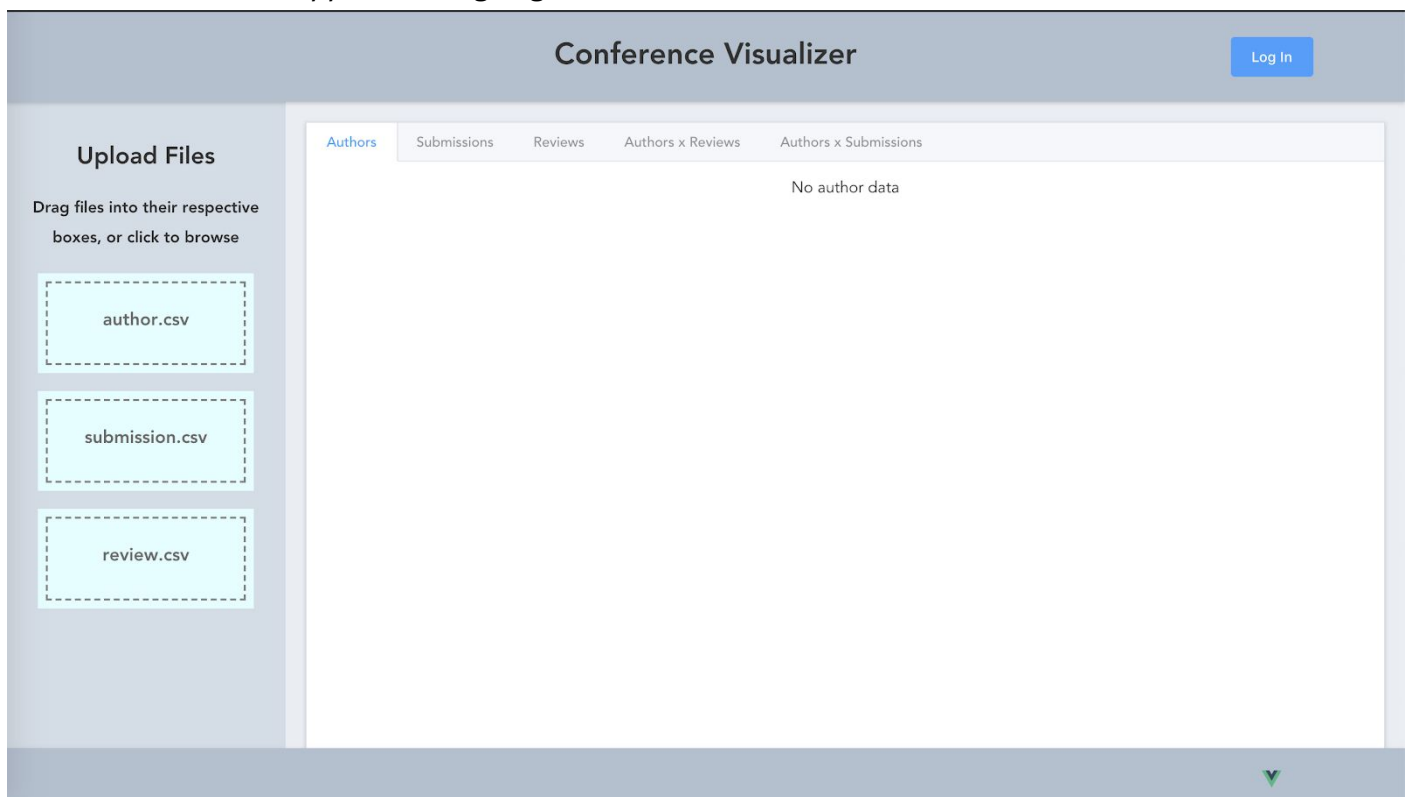 Conference Visualizer
Log In
Upload Files
Drag files into their respective
boxes, or click to browse
author.csv
submission.csv
review.csv
Authors Submissions Reviews Authors x Reviews Authors x Submissions
No author data